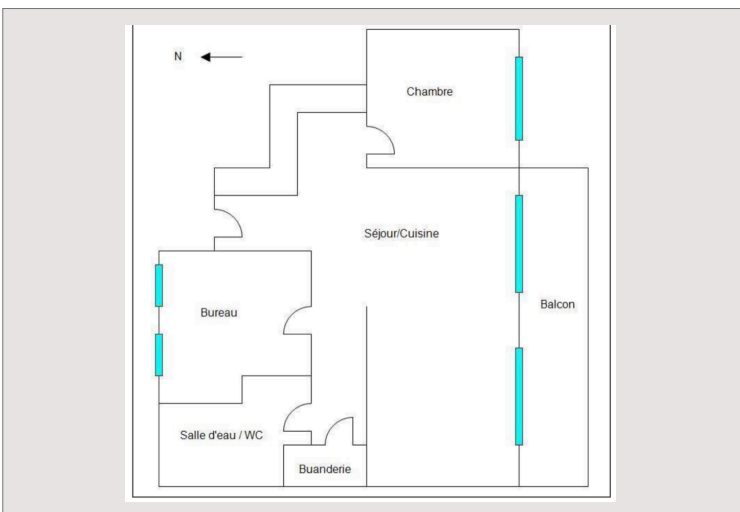 N
Chambre
Séjour/Cuisine
Balcon
Bureau
Salle d'eau / WC
Buanderie